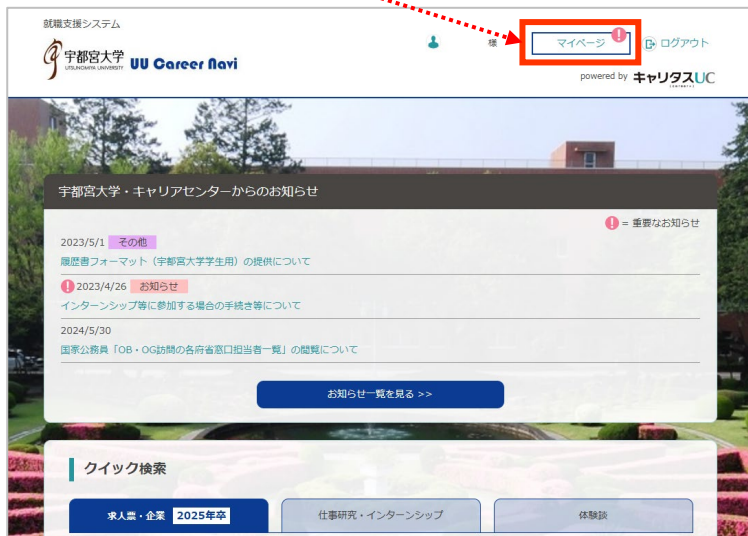 就職支援システム
宇都宮大学
UTSUNOMIYA UNIVERSITY
UU Career Navi
様
マイページ
!
ログアウト
powered by キャリタスUC
宇都宮大学・キャリアセンターからのお知らせ
! = 重要なお知らせ
2023/5/1 その他
履歴書フォーマット（宇都宮大学学生用）の提供について
! 2023/4/26 お知らせ
インターンシップ等に参加する場合の手続き等について
2024/5/30
国家公務員「OB・OG訪問の各府省窓口担当者一覧」の閲覧について
お知らせ一覧を見る >>
クイック検索
求人票・企業 2025年卒
仕事研究・インターンシップ
体験談